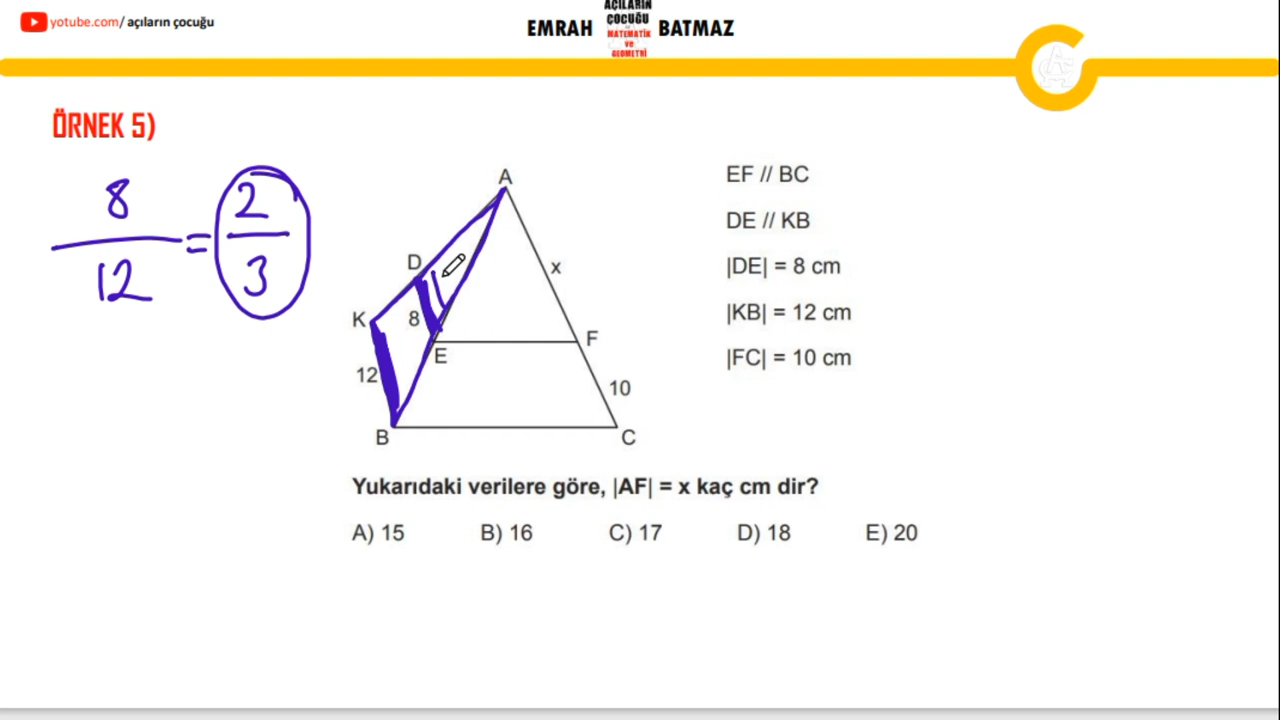 yotube.com/ açıların çocuğu
EMRAH
AÇILARIN
ÇOCUĞU
MATEMATİK
ve
GEOMETRİ
BATMAZ
ÖRNEK 5)
8
12
=
2
3
A
D
x
K
8
F
E
12
10
B
C
EF // BC
DE // KB
|DE| = 8 cm
|KB| = 12 cm
|FC| = 10 cm
Yukarıdaki verilere göre, |AF| = x kaç cm dir?
A) 15 B) 16 C) 17 D) 18 E) 20